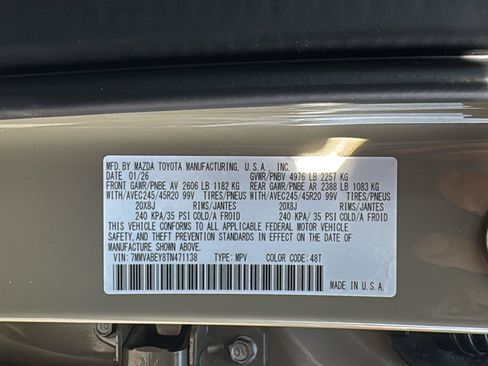 MFD. BY MAZDA TOYOTA MANUFACTURING, U.S.A., INC.
DATE 01/26 GVWR/PNBV 4976 LB 2257 KG
FRONT GAWR/PNBE AV 2606 LB 1182 KG REAR GAWR/PNBE AR 2388 LB 1083 KG
WITH/AVEC245/45R20 99V TIRES/PNEUS WITH/AVEC245/45R20 99V TIRES/PNEUS
20X8J RIMS/JANTES 20X8J RIMS/JANTES
240 KPA/35 PSI COLD/A FROID 240 KPA/35 PSI COLD/A FROID
THIS VEHICLE CONFORMS TO ALL APPLICABLE FEDERAL MOTOR VEHICLE
SAFETY, AND THEFT PREVENTION STANDARDS IN EFFECT ON THE DATE OF
MANUFACTURE SHOWN ABOVE.
VIN: 7MMVABEY8TN471138 TYPE: MPV COLOR CODE: 48T
MADE IN U.S.A.